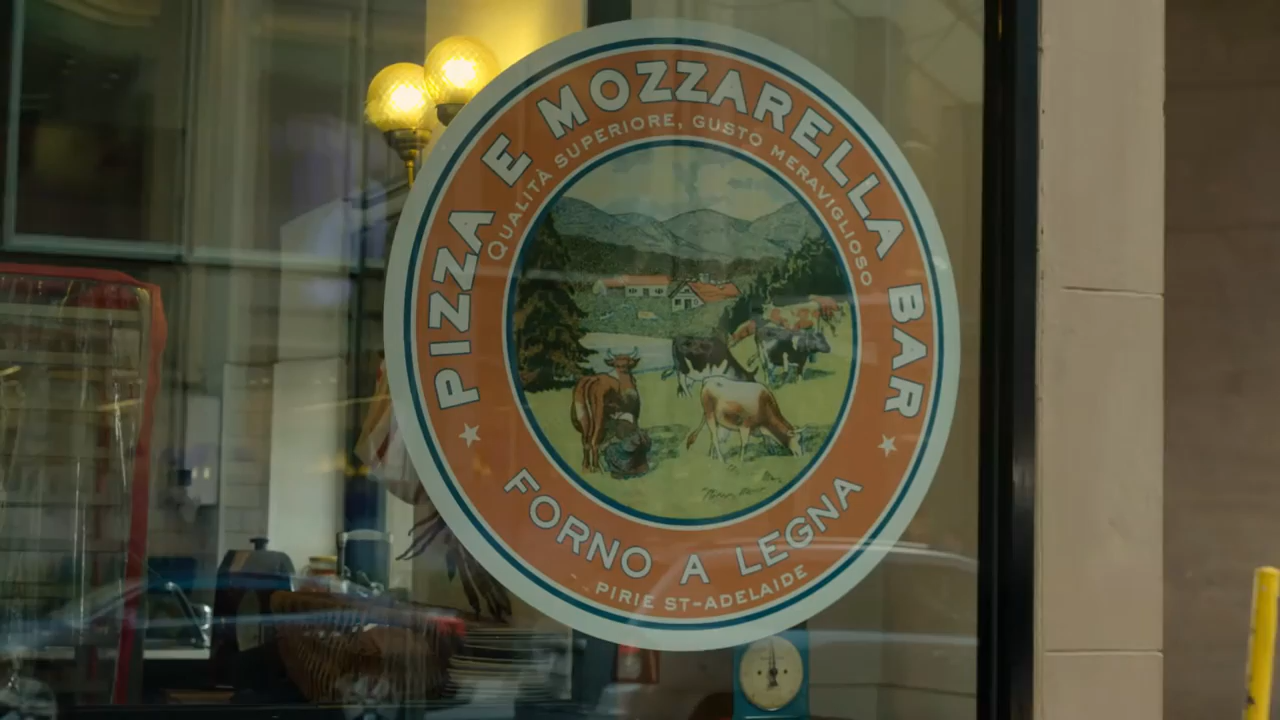 PIZZA E MOZZARELLA BAR
QUALITÀ SUPERIORE, GUSTO MERAVIGLIOSO
FORNO A LEGNA
PIRIE ST-ADELAIDE